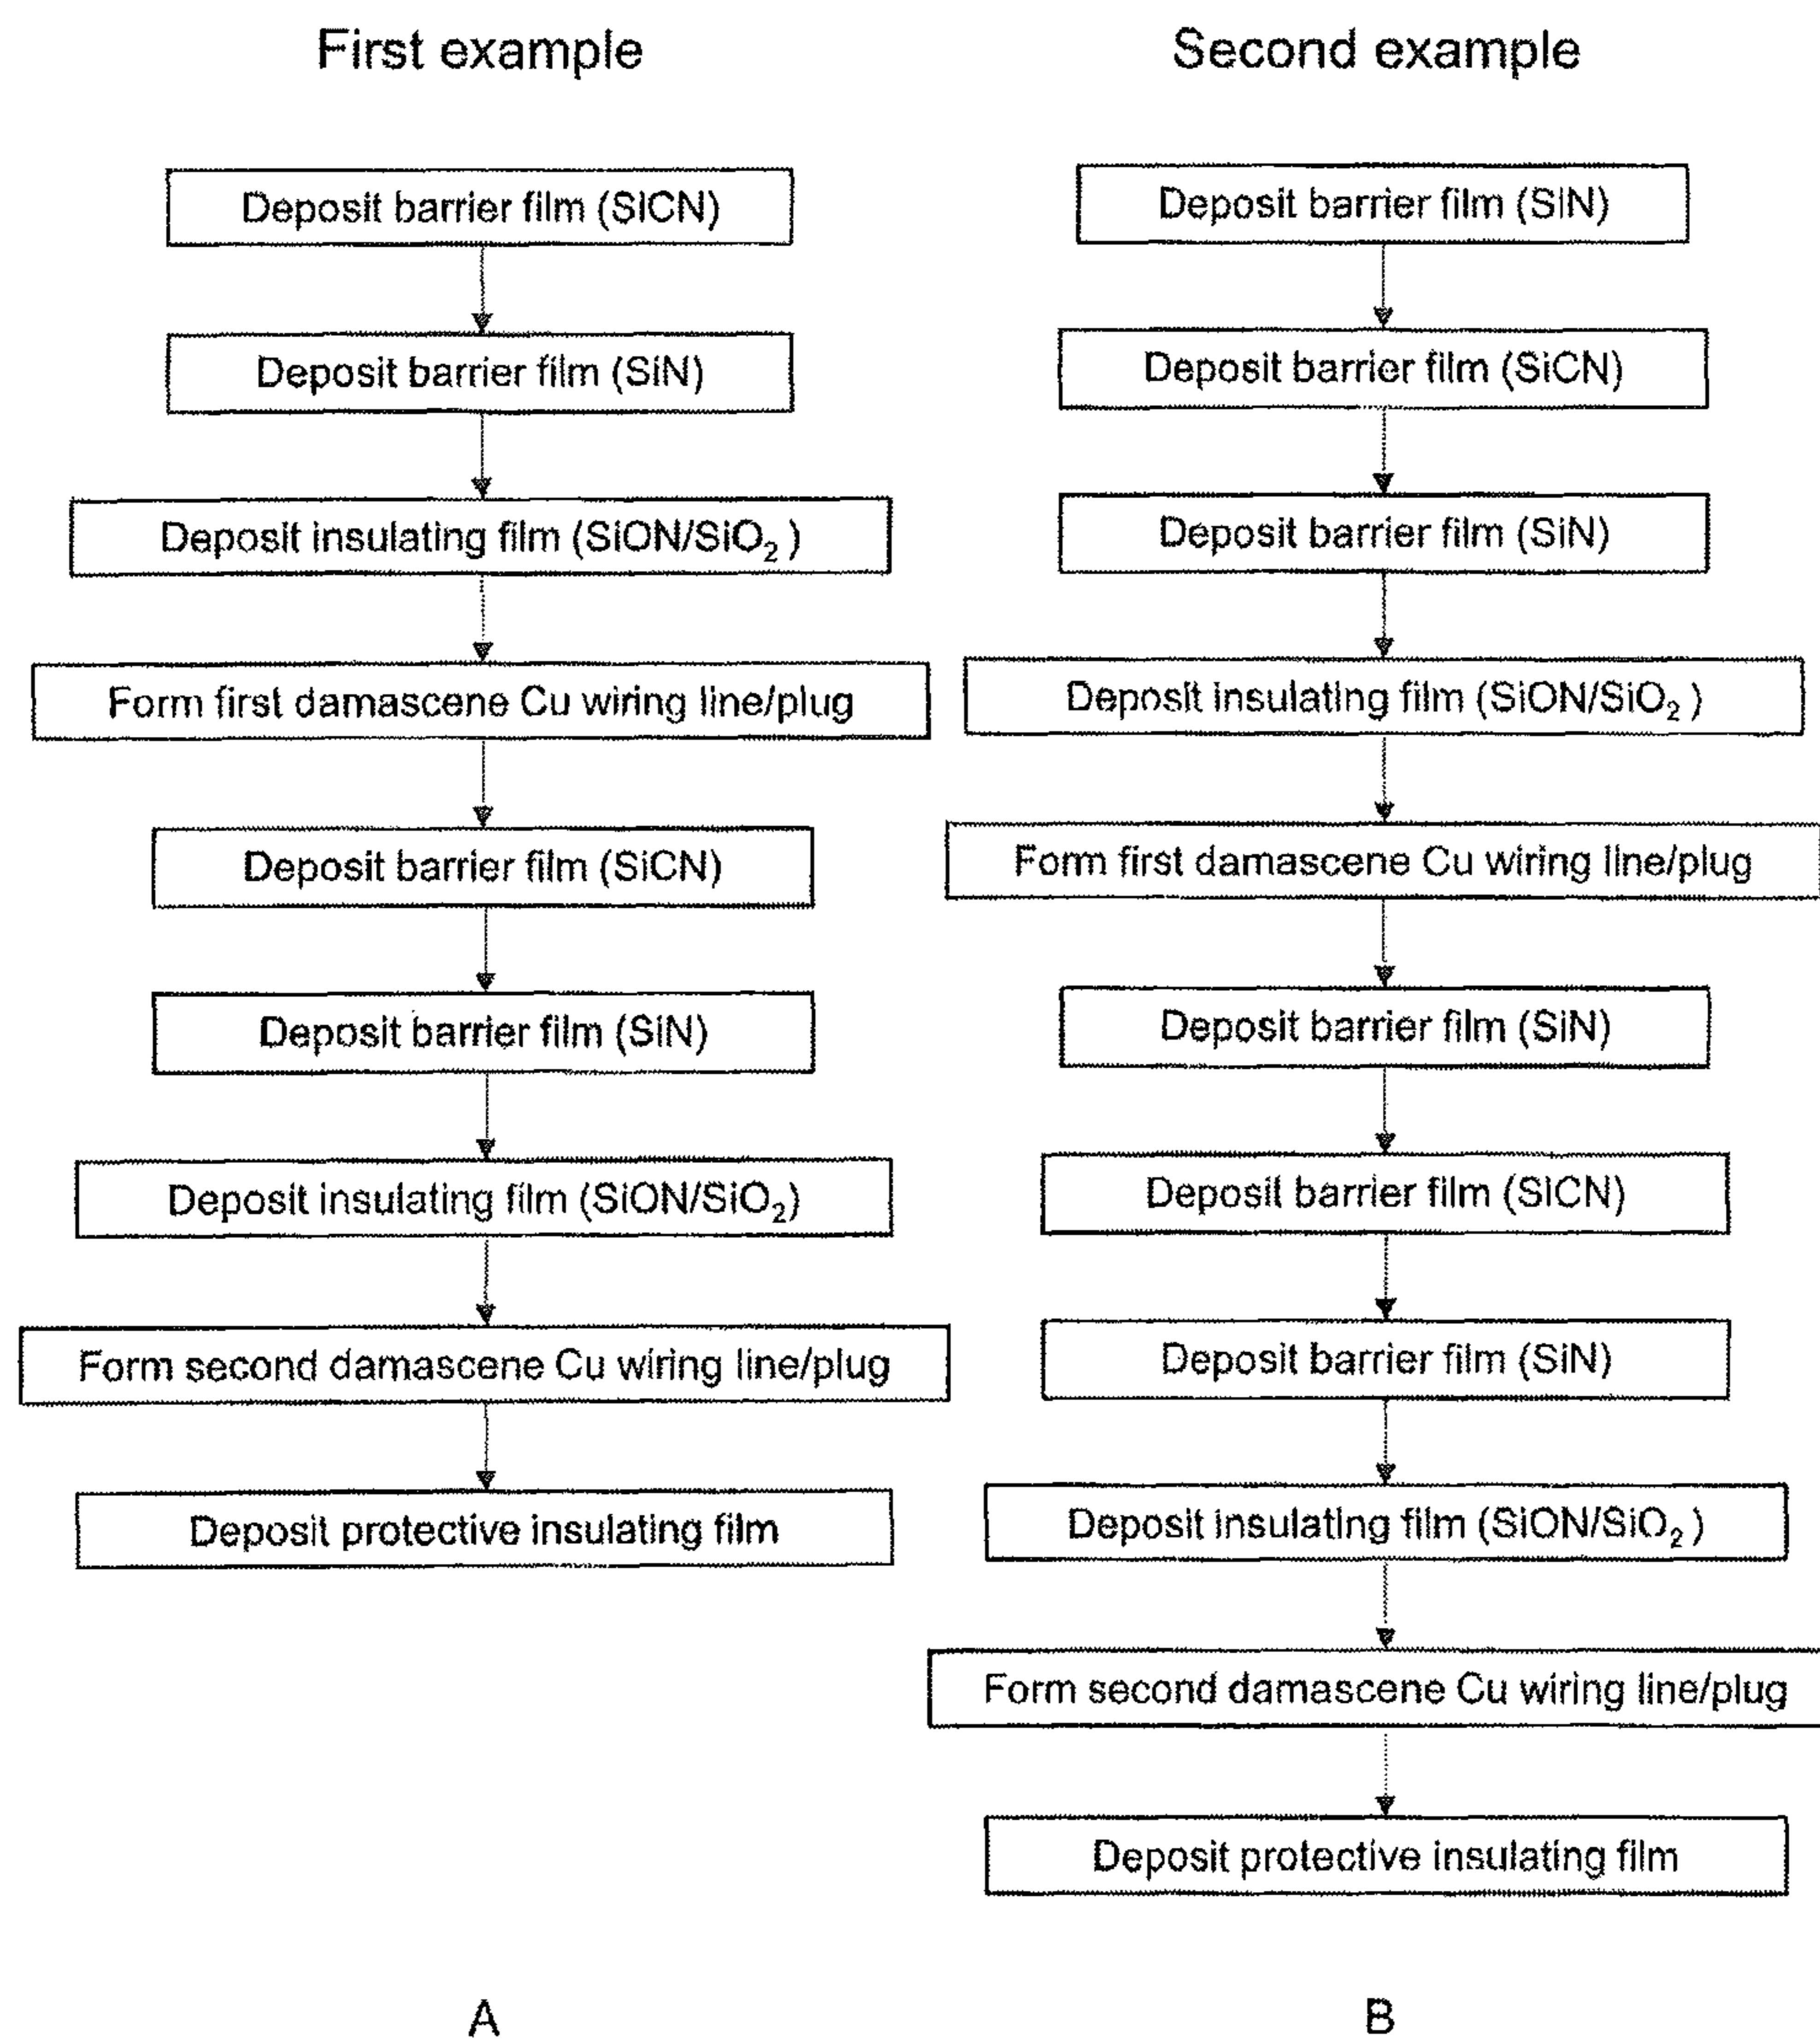 First example
Deposit barrier film (SiCN)
Deposit barrier film (SiN)
Deposit insulating film (SiON/SiO₂ )
Form first damascene Cu wiring line/plug
Deposit barrier film (SiCN)
Deposit barrier film (SiN)
Deposit insulating film (SiON/SiO₂)
Form second damascene Cu wiring line/plug
Deposit protective insulating film
A
Second example
Deposit barrier film (SiN)
Deposit barrier film (SiCN)
Deposit barrier film (SiN)
Deposit insulating film (SiON/SiO₂ )
Form first damascene Cu wiring line/plug
Deposit barrier film (SiN)
Deposit barrier film (SiCN)
Deposit barrier film (SiN)
Deposit insulating film (SiON/SiO₂ )
Form second damascene Cu wiring line/plug
Deposit protective insulating film
B